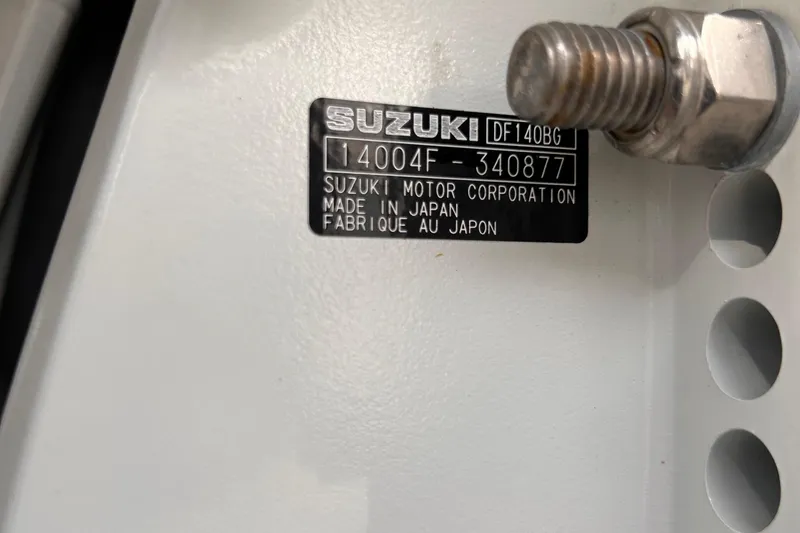 SUZUKI DF140BG
14004F-340877
SUZUKI MOTOR CORPORATION
MADE IN JAPAN
FABRIQUE AU JAPON